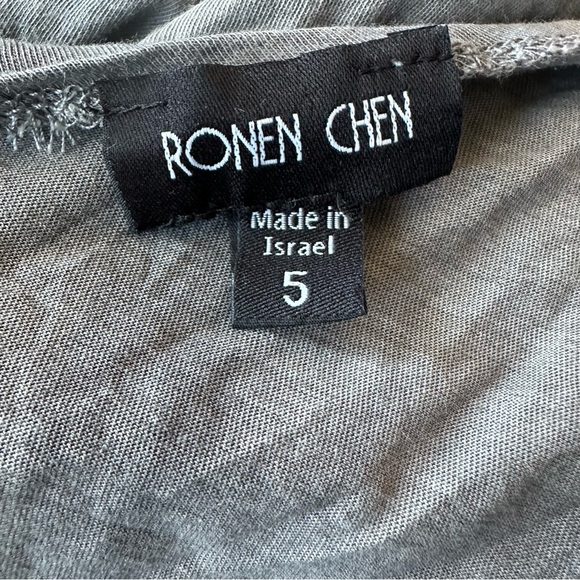 RONEN CHEN
Made in
Israel
5